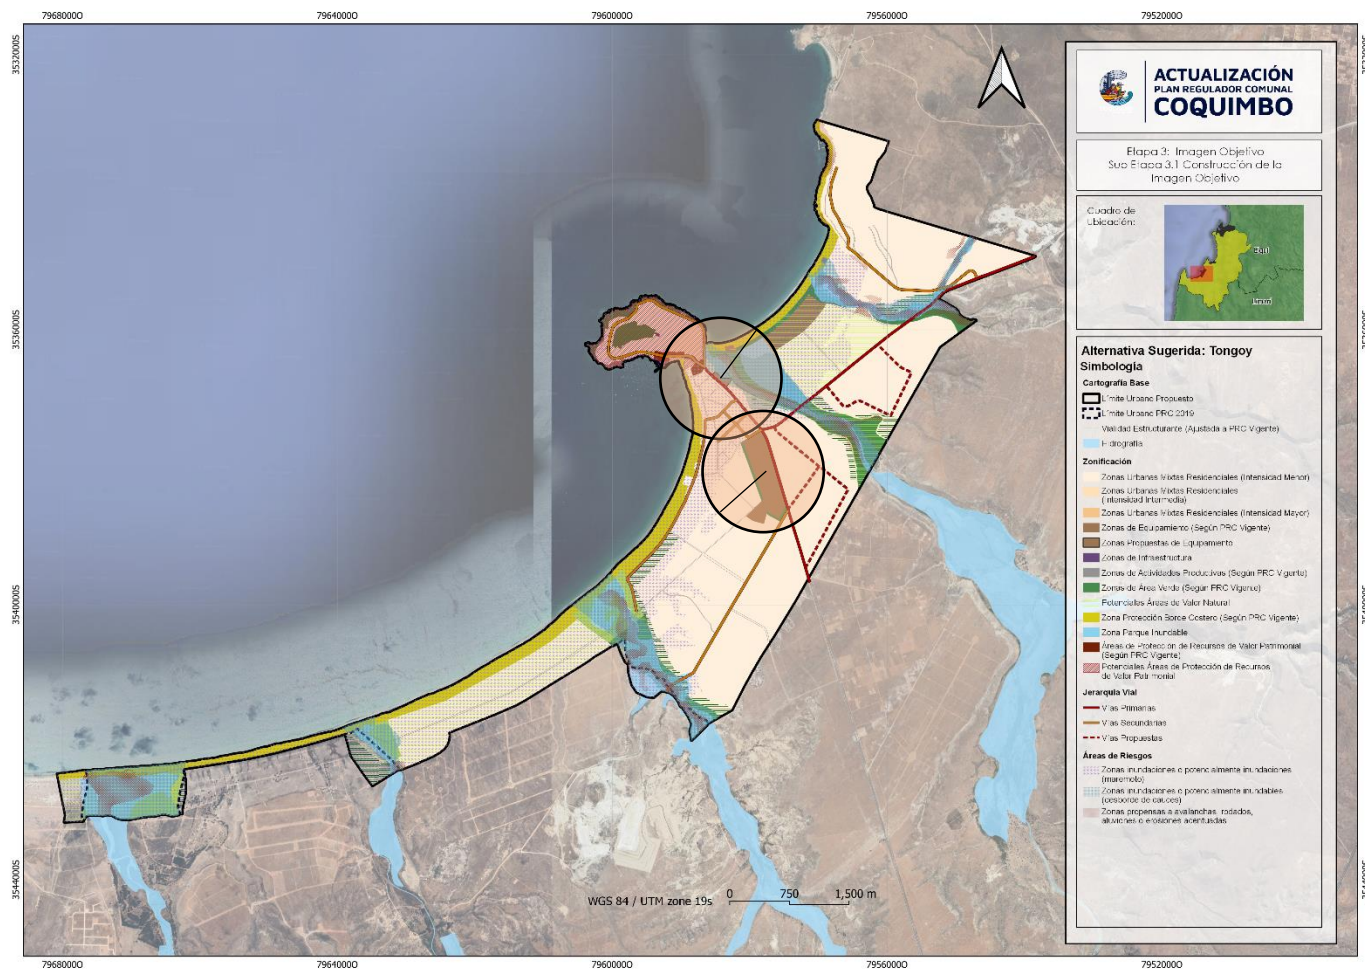 79680000
79640000
79600000
79560000
79520000
3532000S
3536000S
3540000S
3544000S
ACTUALIZACIÓN
PLAN REGULADOR COMUNAL
COQUIMBO
Etapa 3: Imagen Objetivo
Sub Etapa 3.1 Construcción de la
Imagen Objetivo
Cuadro de
ubicación:
Elqui
Limarí
Alternativa Sugerida: Tongoy
Simbología
Cartografía Base
Límite Urbano Propuesto
Límite Urbano PRC 2019
Vialidad Estructurante (Ajustada a PRC Vigente)
Hidrografía
Zonificación
Zonas Urbanas Mixtas Residenciales (Intensidad Menor)
Zonas Urbanas Mixtas Residenciales
(Intensidad Intermedia)
Zonas Urbanas Mixtas Residenciales (Intensidad Mayor)
Zonas de Equipamiento (Según PRC Vigente)
Zonas Propuestas de Equipamiento
Zonas de Infraestructura
Zonas de Actividades Productivas (Según PRC Vigente)
Zonas de Área Verde (Según PRC Vigente)
Potenciales Áreas de Valor Natural
Zona Protección Borde Costero (Según PRC Vigente)
Zona Parque Inundable
Áreas de Protección de Recursos de Valor Patrimonial
(Según PRC Vigente)
Potenciales Áreas de Protección de Recursos
de Valor Patrimonial
Jerarquía Vial
Vías Primarias
Vías Secundarias
Vías Propuestas
Áreas de Riesgos
Zonas inundaciones o potencialmente inundaciones
(maremoto)
Zonas inundaciones o potencialmente inundables
(desborde de cauces)
Zonas propensas a avalanchas, rodados,
aluviones o erosiones acentuadas
WGS 84 / UTM zone 19s
0 750 1,500 m
79680000
79640000
79600000
79560000
79520000